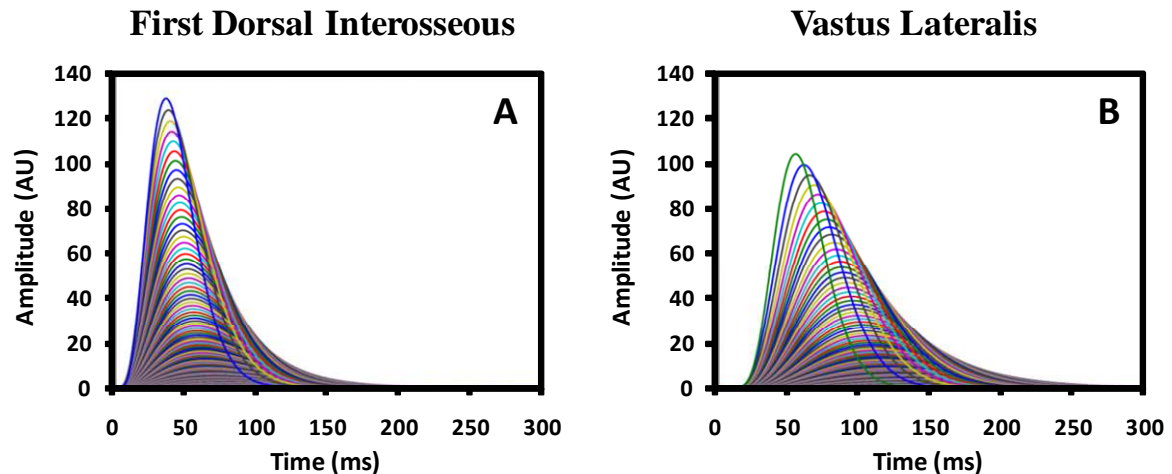 First Dorsal Interosseous
Vastus Lateralis
A
140
120
100
80
60
40
20
0
Amplitude (AU)
0 50 100 150 200 250 300
Time (ms)
B
140
120
100
80
60
40
20
0
Amplitude (AU)
0 50 100 150 200 250 300
Time (ms)